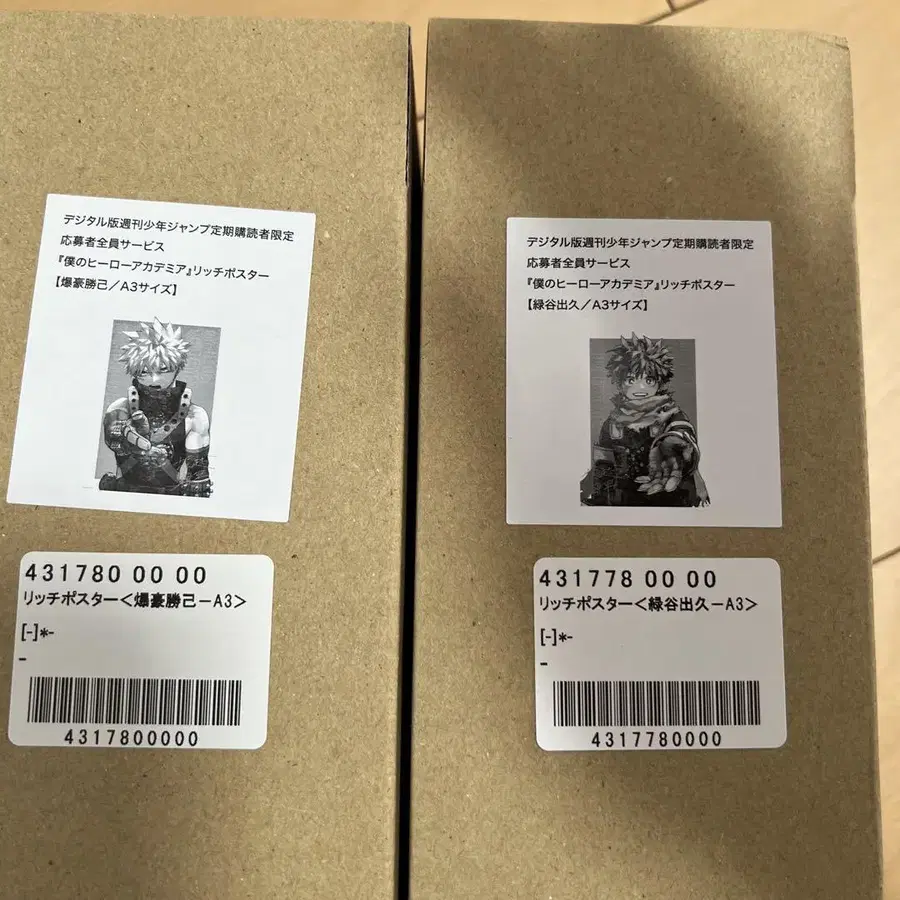 デジタル版週刊少年ジャンプ定期購読者限定
応募者全員サービス
『僕のヒーローアカデミア』リッチポスター
【爆豪勝己／A3サイズ】
431780 00 00
リッチポスター＜爆豪勝己－A3＞
[-]*-
-
4317800000
デジタル版週刊少年ジャンプ定期購読者限定
応募者全員サービス
『僕のヒーローアカデミア』リッチポスター
【緑谷出久／A3サイズ】
431778 00 00
リッチポスター＜緑谷出久－A3＞
[-]*-
-
4317780000